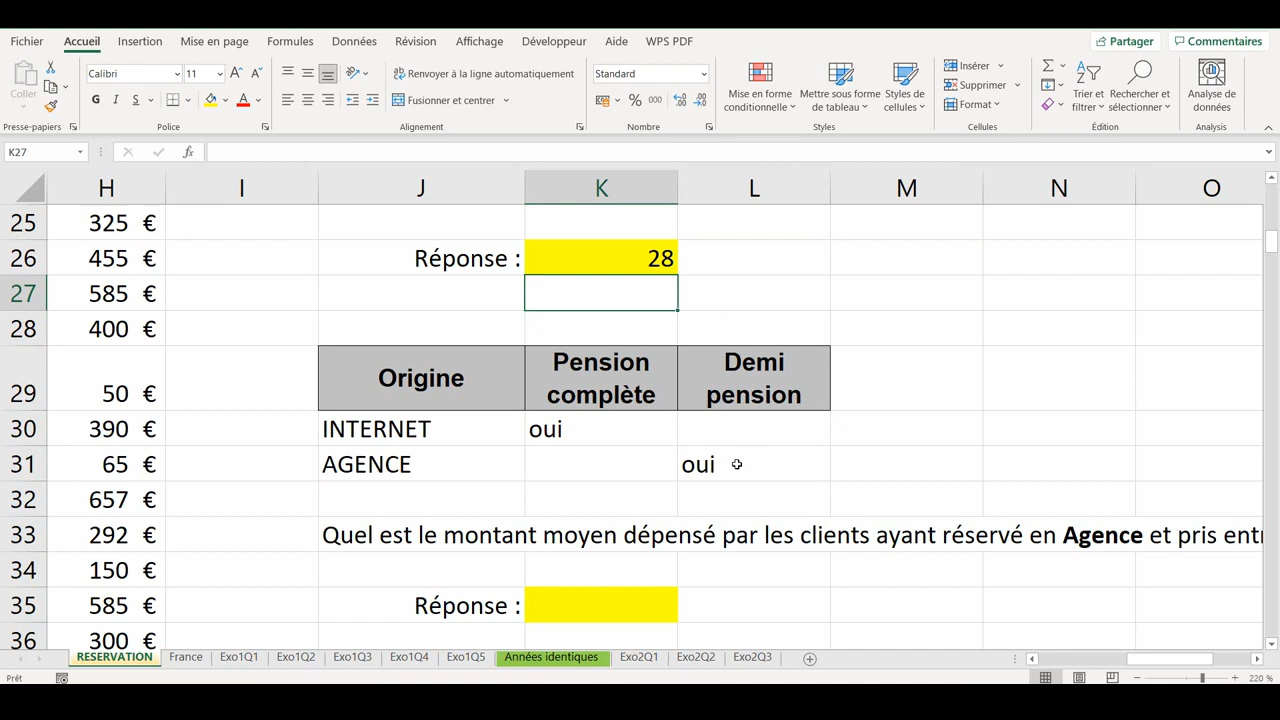 Fichier Accueil Insertion Mise en page Formules Données Révision Affichage Développeur Aide WPS PDF Partager Commentaires
Coller Calibri 11 Renvoyer à la ligne automatiquement Standard Insérer
G I S A Fusionner et centrer % 000 Mise en forme conditionnelle Mettre sous forme de tableau Styles de cellules Supprimer Trier et filtrer Rechercher et sélectionner Analyse de données
Format
Presse-papiers Police Alignement Nombre Styles Cellules Édition Analysis
K27 fx
H I J K L M N O
25 325 €
26 455 € Réponse : 28
27 585 €
28 400 €
29 50 € Origine Pension complète Demi pension
30 390 € INTERNET oui
31 65 € AGENCE oui
32 657 €
33 292 € Quel est le montant moyen dépensé par les clients ayant réservé en Agence et pris entr
34 150 €
35 585 € Réponse :
36 300 €
RESERVATION France Exo1Q1 Exo1Q2 Exo1Q3 Exo1Q4 Exo1Q5 Années identiques Exo2Q1 Exo2Q2 Exo2Q3
Prêt 220 %